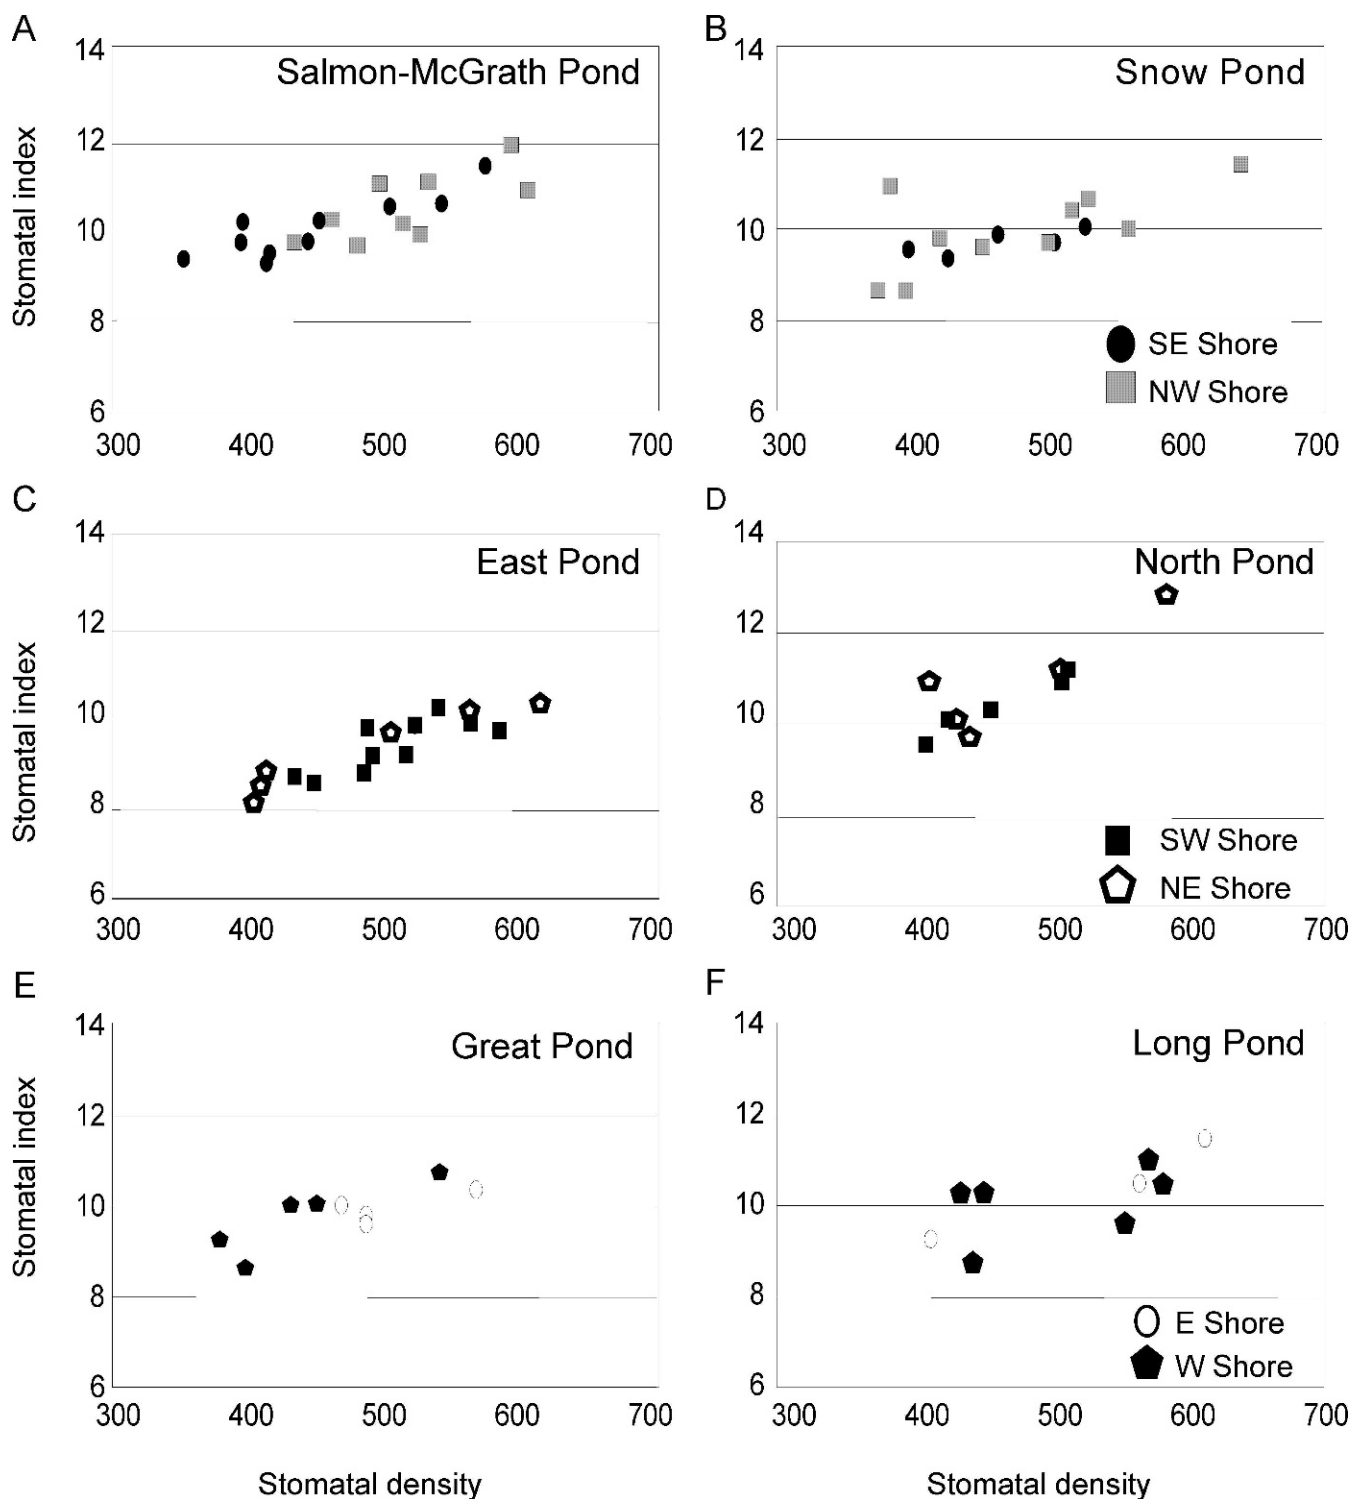 A
B
14
Salmon-McGrath Pond
14
Snow Pond
12
12
Stomatal index
10
10
8
8
SE Shore
NW Shore
6
6
300 400 500 600 700
300 400 500 600 700
C
D
14
East Pond
14
North Pond
12
12
Stomatal index
10
10
8
8
SW Shore
NE Shore
6
6
300 400 500 600 700
300 400 500 600 700
E
F
14
Great Pond
14
Long Pond
12
12
Stomatal index
10
10
8
8
E Shore
W Shore
6
6
300 400 500 600 700
300 400 500 600 700
Stomatal density
Stomatal density